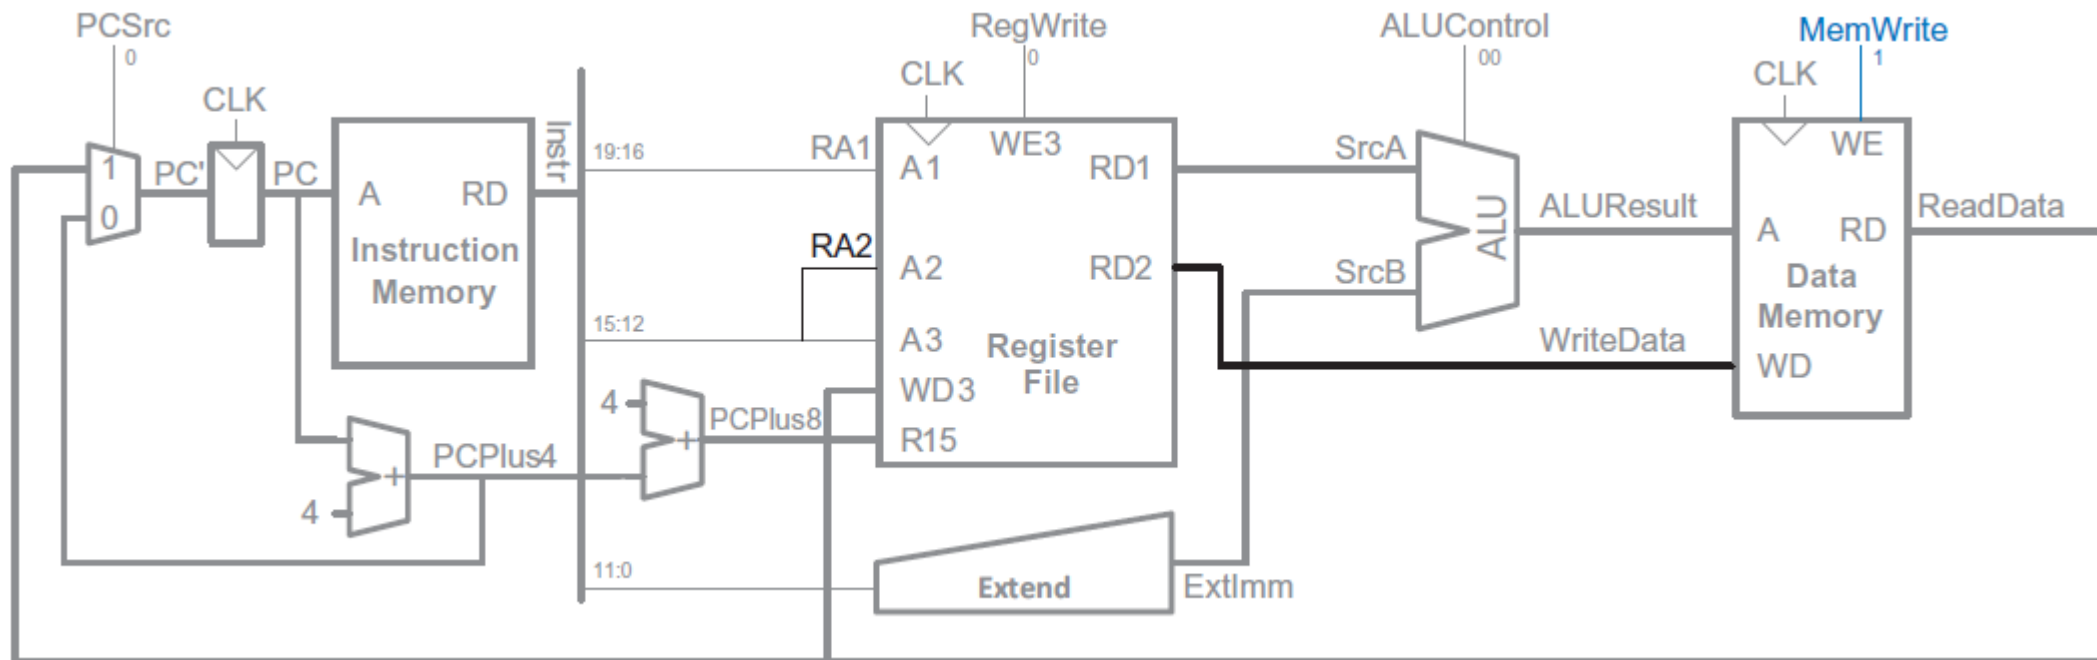 PCSrc
0
RegWrite
0
ALUControl
00
MemWrite
1
CLK
CLK
CLK
1
0
PC'
PC
A RD
Instruction
Memory
Instr
19:16
RA1
A1
WE3
RD1
SrcA
WE
RA2
A2
RD2
SrcB
ALU
ALUResult
A RD
Data
Memory
ReadData
15:12
A3
Register
File
WriteData
WD
WD3
R15
4
+
PCPlus8
PCPlus4
+
4
11:0
Extend
ExtImm